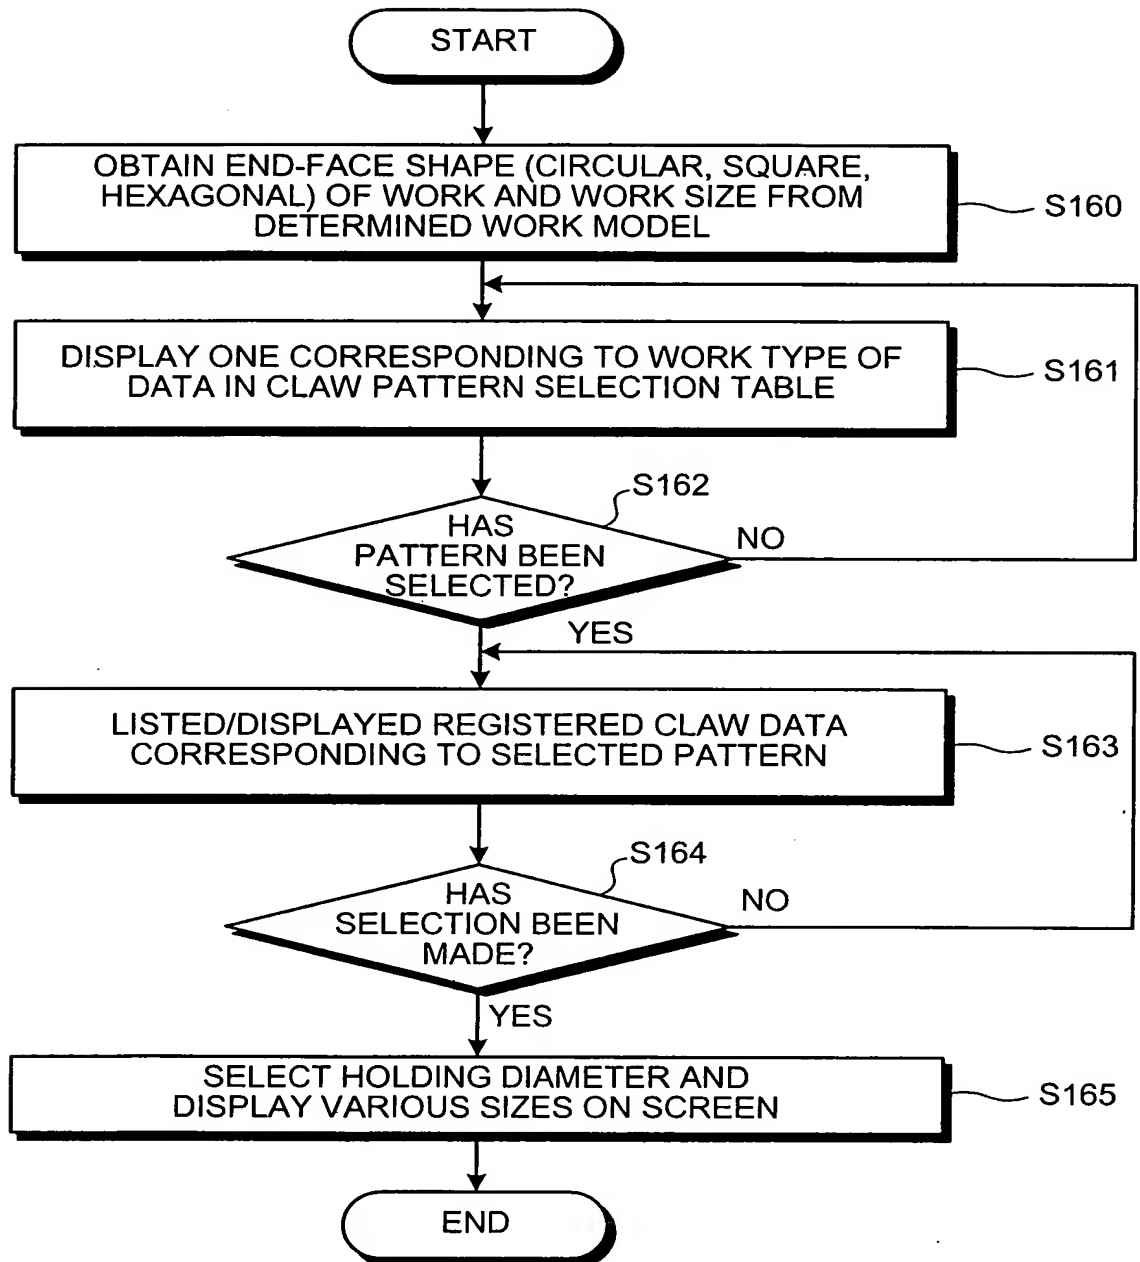 START
OBTAIN END-FACE SHAPE (CIRCULAR, SQUARE,
HEXAGONAL) OF WORK AND WORK SIZE FROM
DETERMINED WORK MODEL
S160
DISPLAY ONE CORRESPONDING TO WORK TYPE OF
DATA IN CLAW PATTERN SELECTION TABLE
S161
S162
HAS
PATTERN BEEN
SELECTED?
NO
YES
LISTED/DISPLAYED REGISTERED CLAW DATA
CORRESPONDING TO SELECTED PATTERN
S163
S164
HAS
SELECTION BEEN
MADE?
NO
YES
SELECT HOLDING DIAMETER AND
DISPLAY VARIOUS SIZES ON SCREEN
S165
END